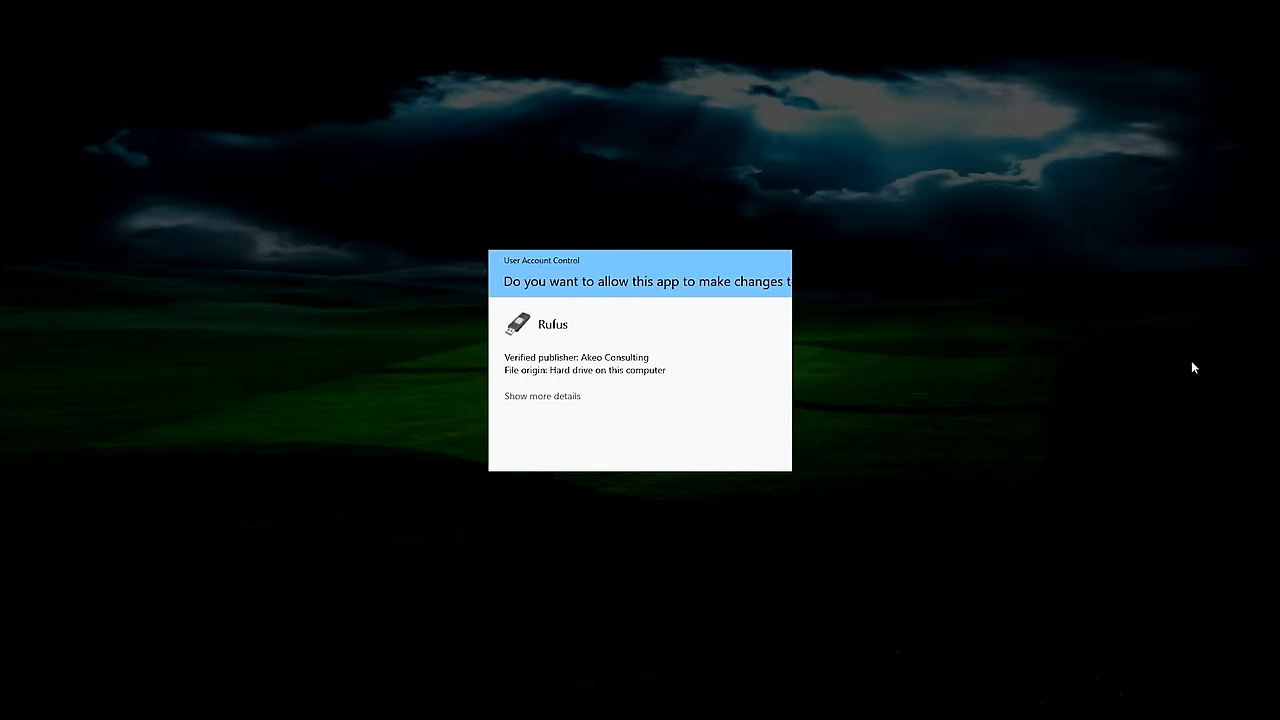 User Account Control
Do you want to allow this app to make changes t
Rufus
Verified publisher: Akeo Consulting
File origin: Hard drive on this computer
Show more details